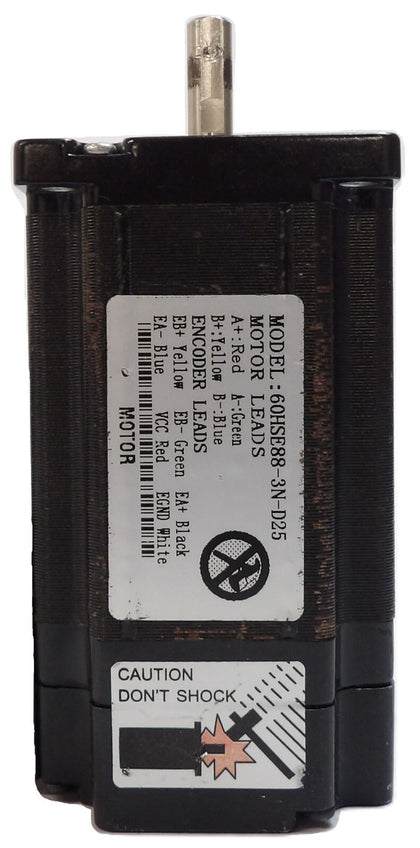 MODEL:60HSE88-3N-D25
MOTOR LEADS
A+:Red A-:Green
B+:Yellow B-:Blue
ENCODER LEADS
EB+ Yellow EB- Green EA+ Black
EA- Blue VCC Red EGND White
MOTOR
CAUTION
DON'T SHOCK